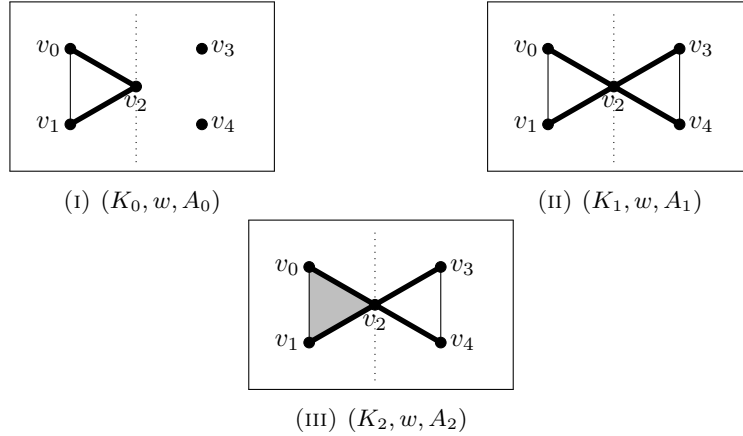 v₀ v₃ v₀ v₃
v₂ v₂
v₁ v₄ v₁ v₄
(I) (K₀, w, A₀) (II) (K₁, w, A₁)
v₀ v₃
v₂
v₁ v₄
(III) (K₂, w, A₂)